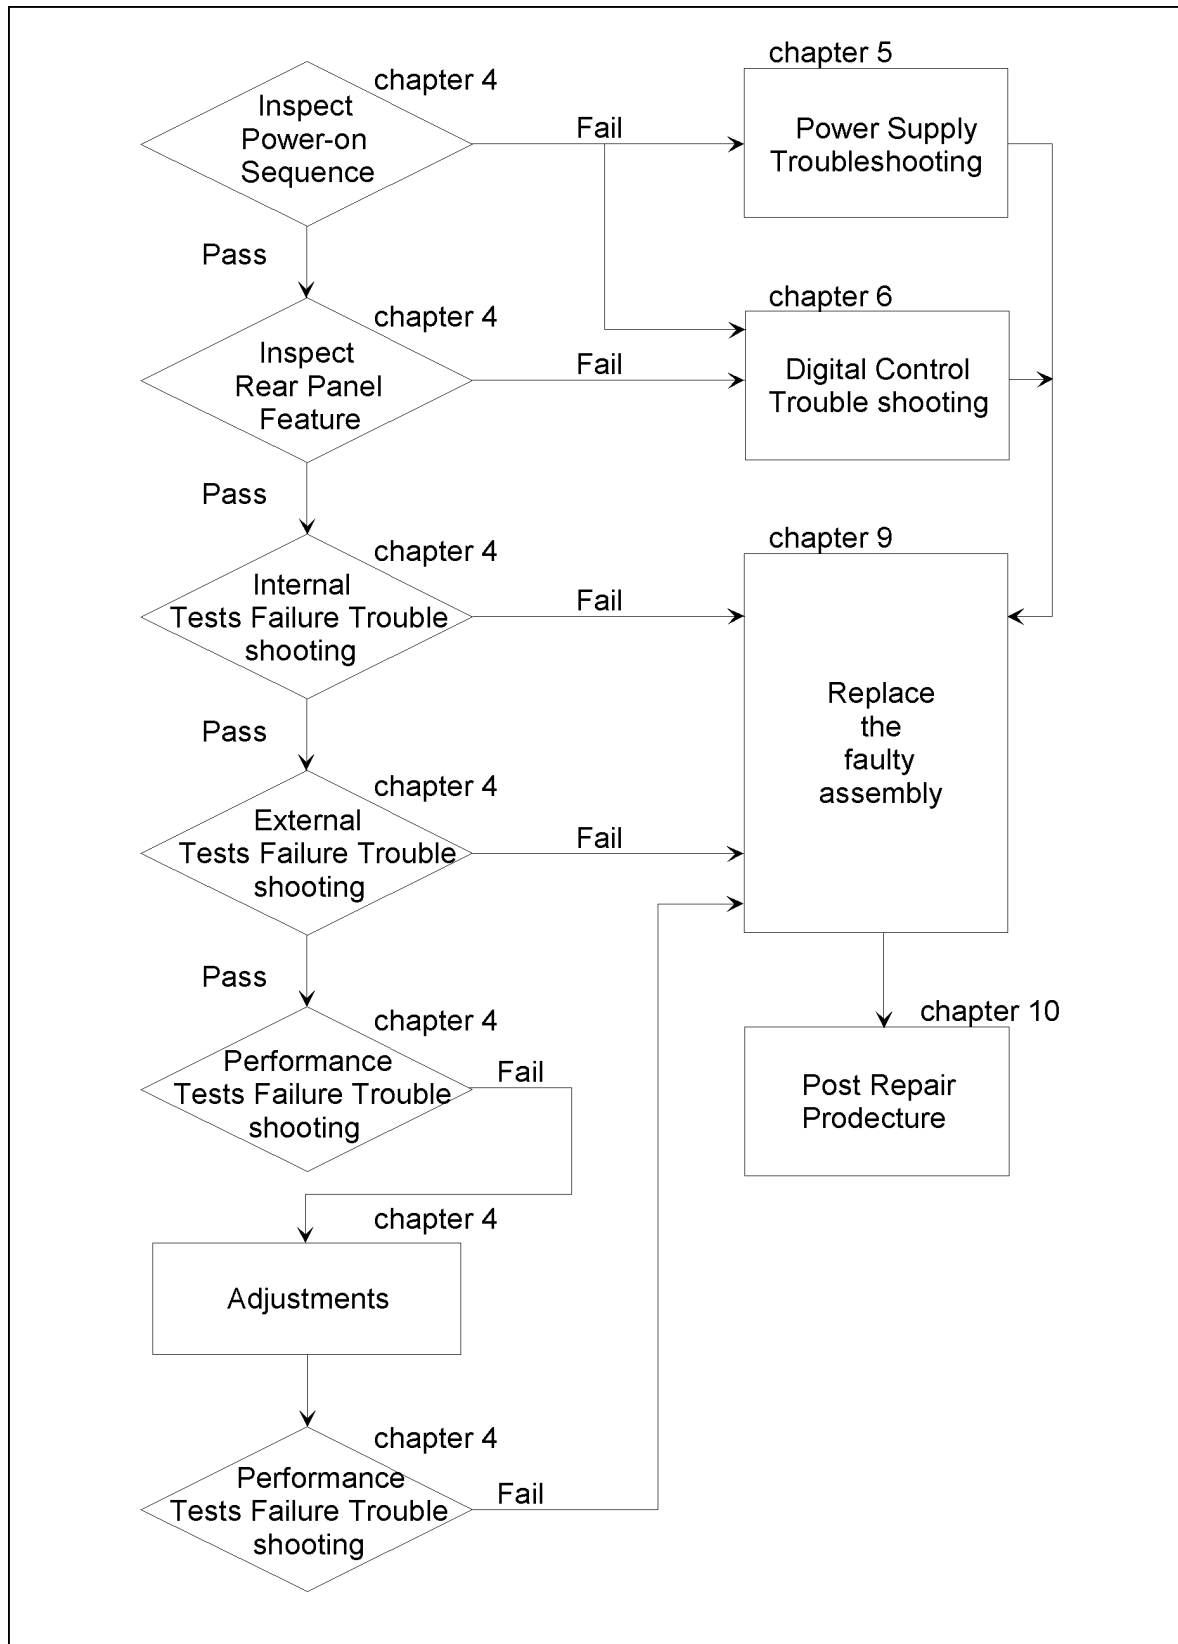 chapter 4
Inspect
Power-on
Sequence
Fail
chapter 5
Power Supply
Troubleshooting
Pass
chapter 4
Inspect
Rear Panel
Feature
Fail
chapter 6
Digital Control
Trouble shooting
Pass
chapter 4
Internal
Tests Failure Trouble
shooting
Fail
chapter 9
Replace
the
faulty
assembly
Pass
chapter 4
External
Tests Failure Trouble
shooting
Fail
Pass
chapter 4
Performance
Tests Failure Trouble
shooting
Fail
chapter 10
Post Repair
Prodecture
chapter 4
Adjustments
chapter 4
Performance
Tests Failure Trouble
shooting
Fail